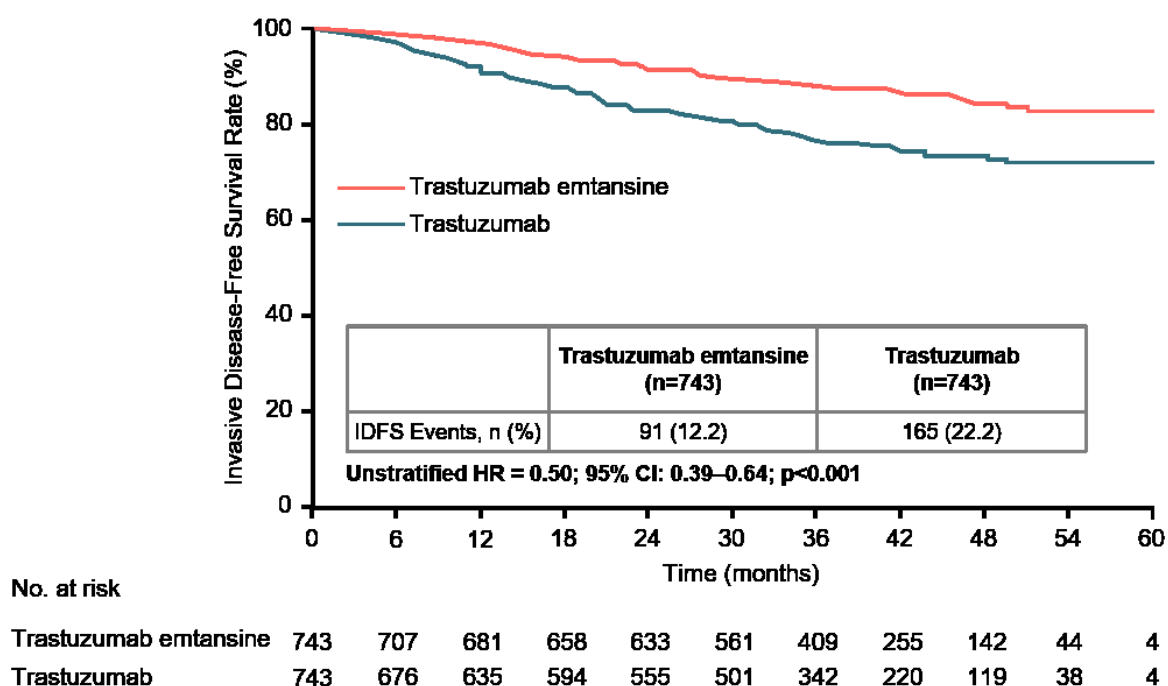 Invasive Disease-Free Survival Rate (%)
100
80
60
40
20
0
Trastuzumab emtansine
Trastuzumab
Trastuzumab emtansine (n=743) Trastuzumab (n=743)
IDFS Events, n (%) 91 (12.2) 165 (22.2)
Unstratified HR = 0.50; 95% CI: 0.39–0.64; p<0.001
0 6 12 18 24 30 36 42 48 54 60
Time (months)
No. at risk
Trastuzumab emtansine 743 707 681 658 633 561 409 255 142 44 4
Trastuzumab 743 676 635 594 555 501 342 220 119 38 4